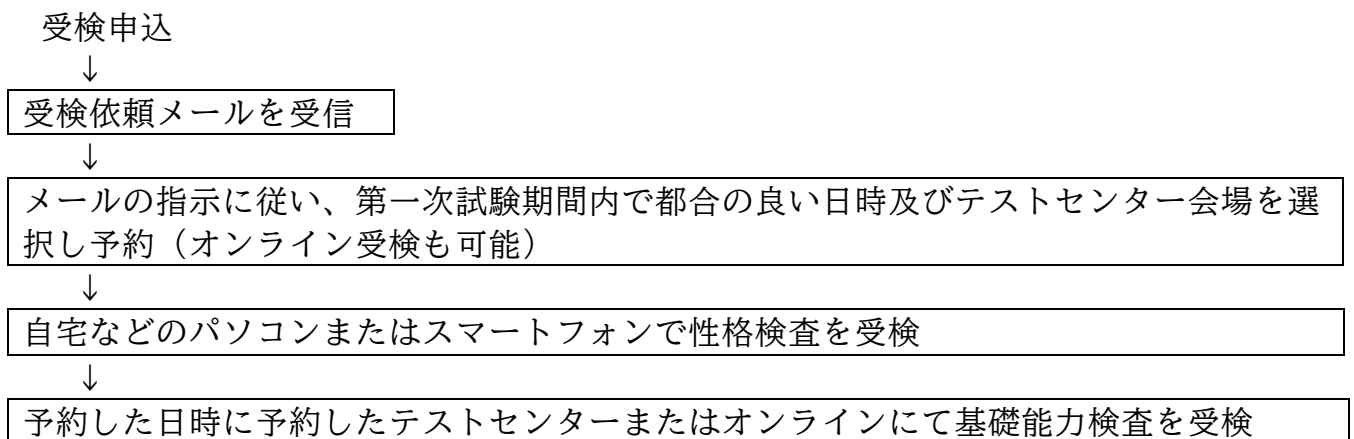 受検申込
↓
受検依頼メールを受信
↓
メールの指示に従い、第一次試験期間内で都合の良い日時及びテストセンター会場を選
択し予約（オンライン受検も可能）
↓
自宅などのパソコンまたはスマートフォンで性格検査を受検
↓
予約した日時に予約したテストセンターまたはオンラインにて基礎能力検査を受検